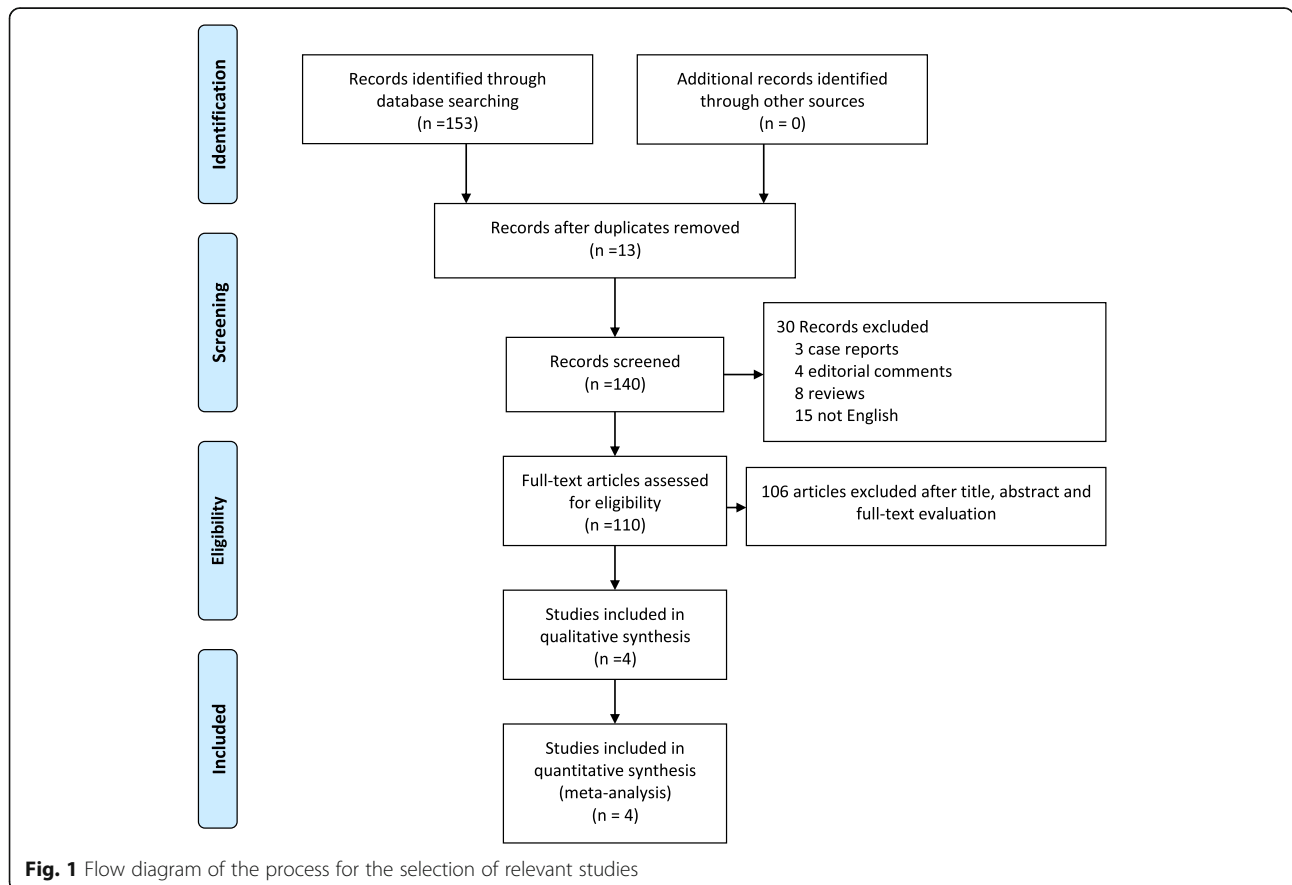 Identification
Records identified through
database searching
(n =153)
Additional records identified
through other sources
(n = 0)
Records after duplicates removed
(n =13)
Screening
Records screened
(n =140)
30 Records excluded
3 case reports
4 editorial comments
8 reviews
15 not English
Eligibility
Full-text articles assessed
for eligibility
(n =110)
106 articles excluded after title, abstract and
full-text evaluation
Studies included in
qualitative synthesis
(n =4)
Included
Studies included in
quantitative synthesis
(meta-analysis)
(n = 4)
Fig. 1 Flow diagram of the process for the selection of relevant studies